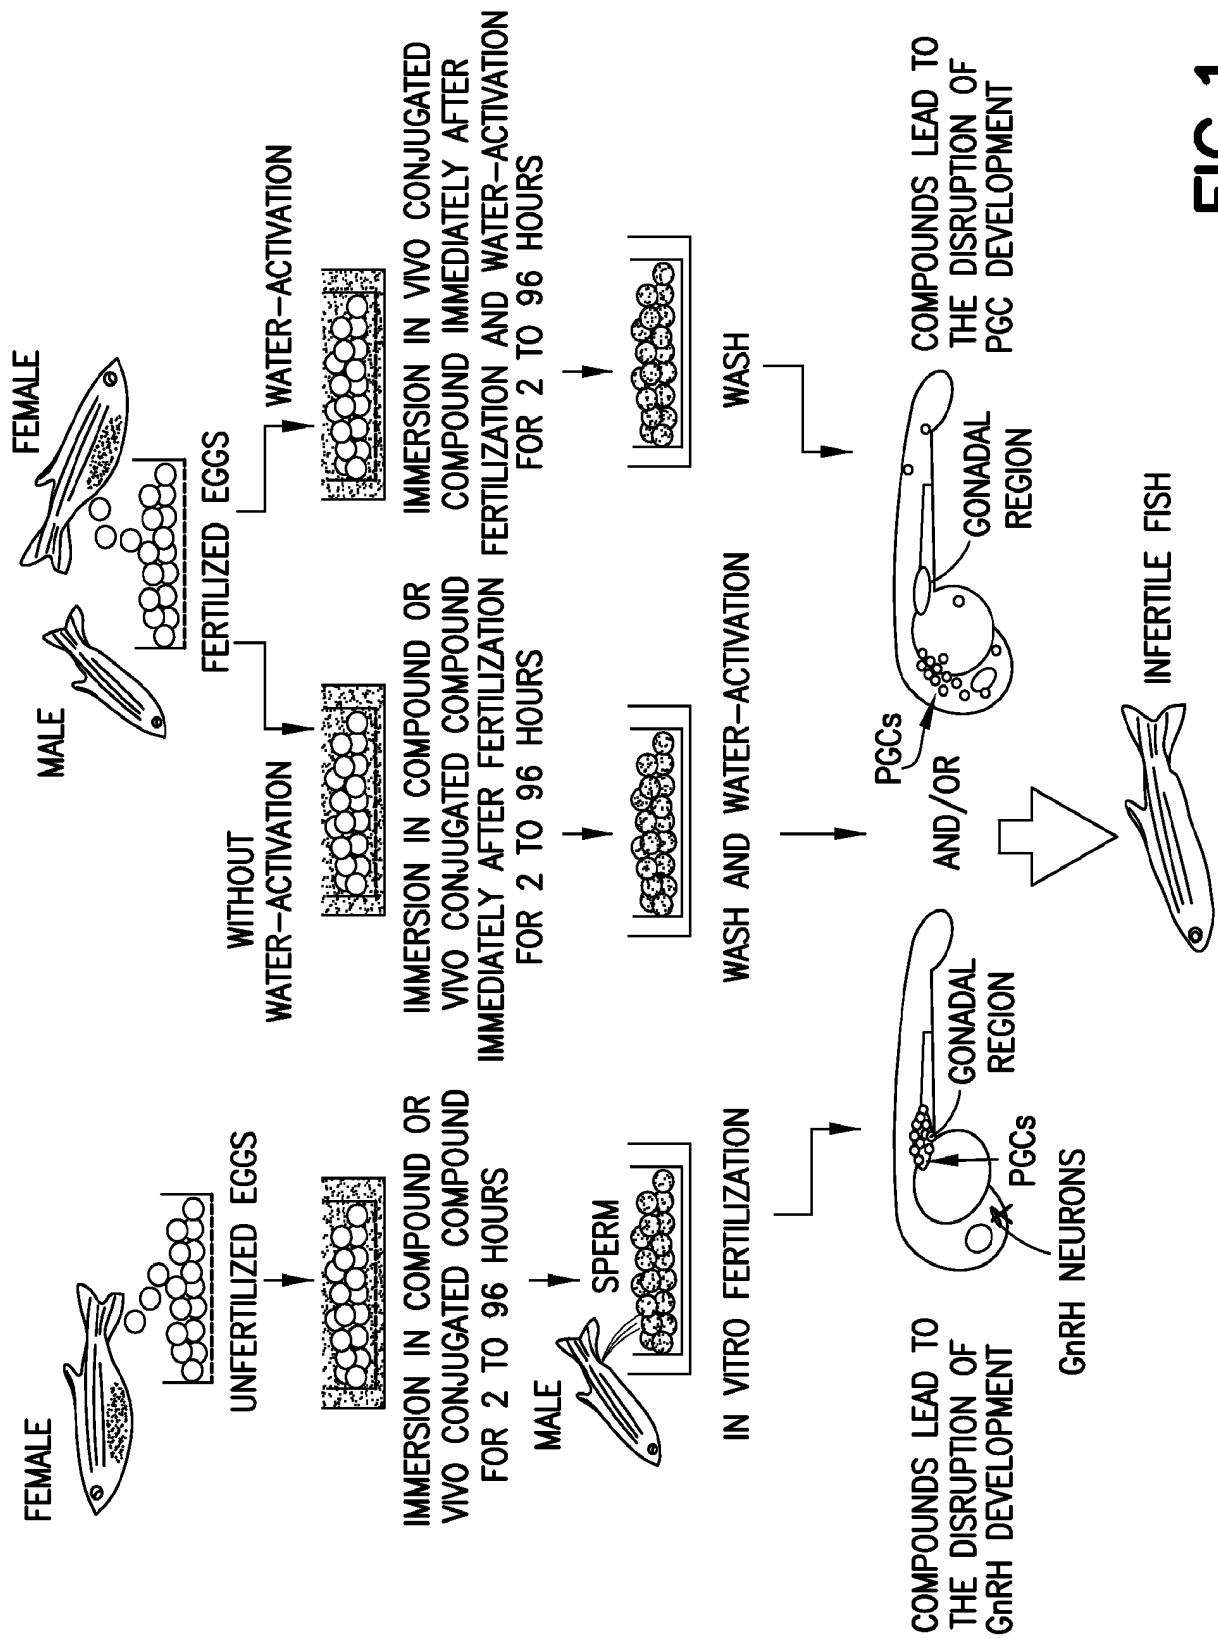 FEMALE
UNFERTILIZED EGGS
IMMERSION IN COMPOUND OR
VIVO CONJUGATED COMPOUND
FOR 2 TO 96 HOURS
MALE
SPERM
IN VITRO FERTILIZATION
MALE
FEMALE
FERTILIZED EGGS
WITHOUT
WATER-ACTIVATION
IMMERSION IN COMPOUND OR
VIVO CONJUGATED COMPOUND
IMMEDIATELY AFTER FERTILIZATION
FOR 2 TO 96 HOURS
WASH AND WATER-ACTIVATION
WATER-ACTIVATION
IMMERSION IN VIVO CONJUGATED
COMPOUND IMMEDIATELY AFTER
FERTILIZATION AND WATER-ACTIVATION
FOR 2 TO 96 HOURS
WASH
COMPOUNDS LEAD TO
THE DISRUPTION OF
GnRH DEVELOPMENT
GnRH NEURONS
PGCs
GONADAL
REGION
AND/OR
PGCs
GONADAL
REGION
COMPOUNDS LEAD TO
THE DISRUPTION OF
PGC DEVELOPMENT
INFERTILE FISH
FIG. 1